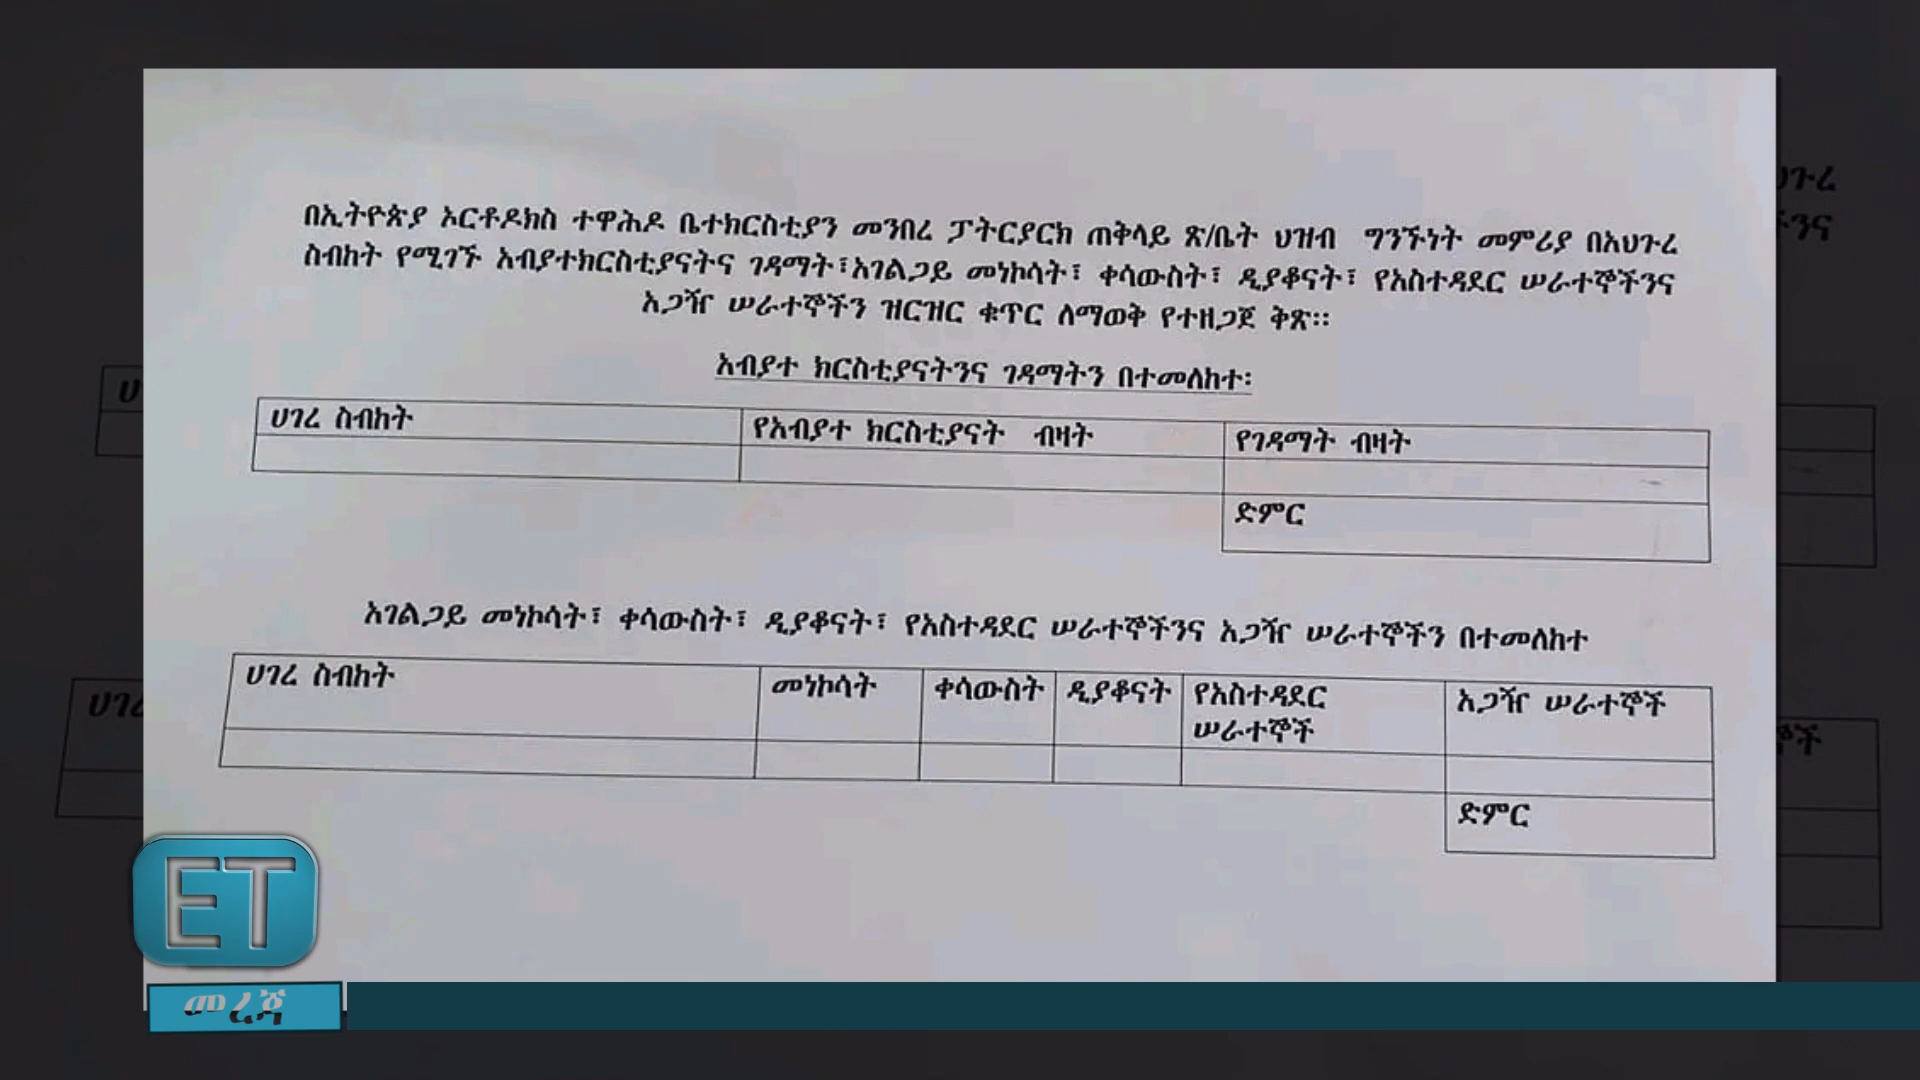 በኢትዮጵያ ኦርቶዶክስ ተዋሕዶ ቤተክርስቲያን መንበረ ፓትርያርክ ጠቅላይ ጽ/ቤት ህዝብ ግንኙነት መምሪያ በአህጉረ
ስብከት የሚገኙ አብያተክርስቲያናትና ገዳማት፣አገልጋይ መነኮሳት፣ ቀሳውስት፣ ዲያቆናት፣ የአስተዳደር ሠራተኞችንና
አጋዥ ሠራተኞችን ዝርዝር ቁጥር ለማወቅ የተዘጋጀ ቅጽ።
አብያተ ክርስቲያናትንና ገዳማትን በተመለከተ፡
ሀገረ ስብከት የአብያተ ክርስቲያናት ብዛት የገዳማት ብዛት
ድምር
አገልጋይ መነኮሳት፣ ቀሳውስት፣ ዲያቆናት፣ የአስተዳደር ሠራተኞችንና አጋዥ ሠራተኞችን በተመለከተ
ሀገረ ስብከት መነኮሳት ቀሳውስት ዲያቆናት የአስተዳደር አጋዥ ሠራተኞች
ሠራተኞች
ድምር
ET
መረጃ